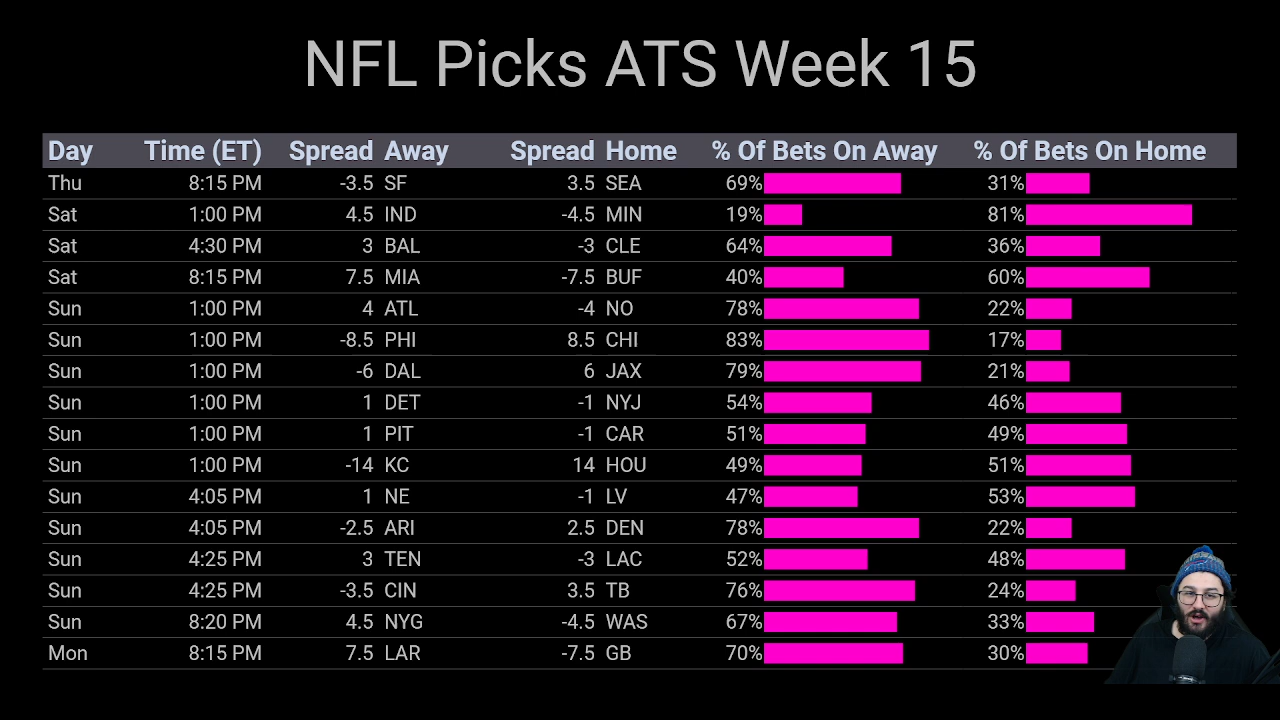 NFL Picks ATS Week 15
Day Time (ET) Spread Away Spread Home % Of Bets On Away % Of Bets On Home
Thu 8:15 PM -3.5 SF 3.5 SEA 69% 31%
Sat 1:00 PM 4.5 IND -4.5 MIN 19% 81%
Sat 4:30 PM 3 BAL -3 CLE 64% 36%
Sat 8:15 PM 7.5 MIA -7.5 BUF 40% 60%
Sun 1:00 PM 4 ATL -4 NO 78% 22%
Sun 1:00 PM -8.5 PHI 8.5 CHI 83% 17%
Sun 1:00 PM -6 DAL 6 JAX 79% 21%
Sun 1:00 PM 1 DET -1 NYJ 54% 46%
Sun 1:00 PM 1 PIT -1 CAR 51% 49%
Sun 1:00 PM -14 KC 14 HOU 49% 51%
Sun 4:05 PM 1 NE -1 LV 47% 53%
Sun 4:05 PM -2.5 ARI 2.5 DEN 78% 22%
Sun 4:25 PM 3 TEN -3 LAC 52% 48%
Sun 4:25 PM -3.5 CIN 3.5 TB 76% 24%
Sun 8:20 PM 4.5 NYG -4.5 WAS 67% 33%
Mon 8:15 PM 7.5 LAR -7.5 GB 70% 30%